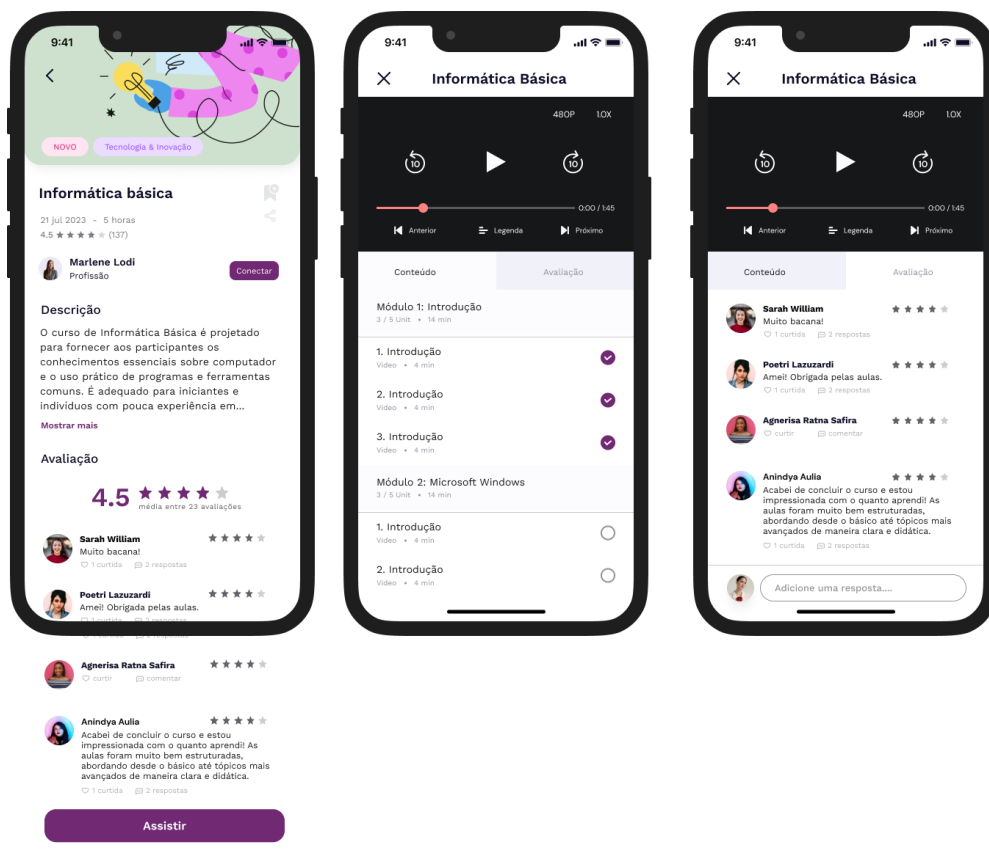 9:41
NOVO
Tecnologia & Inovação
Informática básica
21 jul 2023 - 5 horas
4.5 ★ ★ ★ ★ ★ (137)
Marlene Lodi
Profissão
Conectar
Descrição
O curso de Informática Básica é projetado
para fornecer aos participantes os
conhecimentos essenciais sobre computador
e o uso prático de programas e ferramentas
comuns. É adequado para iniciantes e
indivíduos com pouca experiência em...
Mostrar mais
Avaliação
4.5
média entre 23 avaliações
Sarah William
Muito bacana!
1 curtida 2 respostas
Poetri Lazuzardi
Amei! Obrigada pelas aulas.
1 curtida 2 respostas
1 curtida 2 respostas
Agnerisa Ratna Safira
curtir comentar
Anindya Aulia
Acabei de concluir o curso e estou
impressionada com o quanto aprendi! As
aulas foram muito bem estruturadas,
abordando desde o básico até tópicos mais
avançados de maneira clara e didática.
1 curtida 2 respostas
Assistir
9:41
Informática Básica
480P 1.0X
10 10
0:00 / 1:45
Anterior Legenda Próximo
Conteúdo Avaliação
Módulo 1: Introdução
3 / 5 Unit • 14 min
1. Introdução
Video • 4 min
2. Introdução
Video • 4 min
3. Introdução
Video • 4 min
Módulo 2: Microsoft Windows
3 / 5 Unit • 14 min
1. Introdução
Video • 4 min
2. Introdução
Video • 4 min
9:41
Informática Básica
480P 1.0X
10 10
0:00 / 1:45
Anterior Legenda Próximo
Conteúdo Avaliação
Sarah William
Muito bacana!
1 curtida 2 respostas
Poetri Lazuzardi
Amei! Obrigada pelas aulas.
1 curtida 2 respostas
Agnerisa Ratna Safira
curtir comentar
Anindya Aulia
Acabei de concluir o curso e estou
impressionada com o quanto aprendi! As
aulas foram muito bem estruturadas,
abordando desde o básico até tópicos mais
avançados de maneira clara e didática.
1 curtida 2 respostas
Adicione uma resposta....